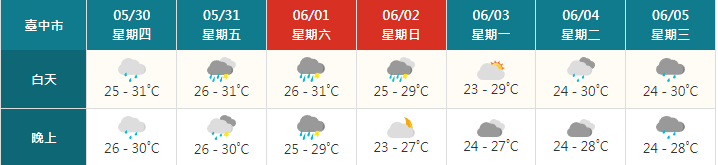 臺中市 05/30 05/31 06/01 06/02 06/03 06/04 06/05
星期四 星期五 星期六 星期日 星期一 星期二 星期三
白天 25 - 31°C 26 - 31°C 26 - 31°C 25 - 29°C 23 - 29°C 24 - 30°C 24 - 30°C
晚上 26 - 30°C 26 - 30°C 25 - 29°C 23 - 27°C 24 - 27°C 24 - 28°C 24 - 28°C